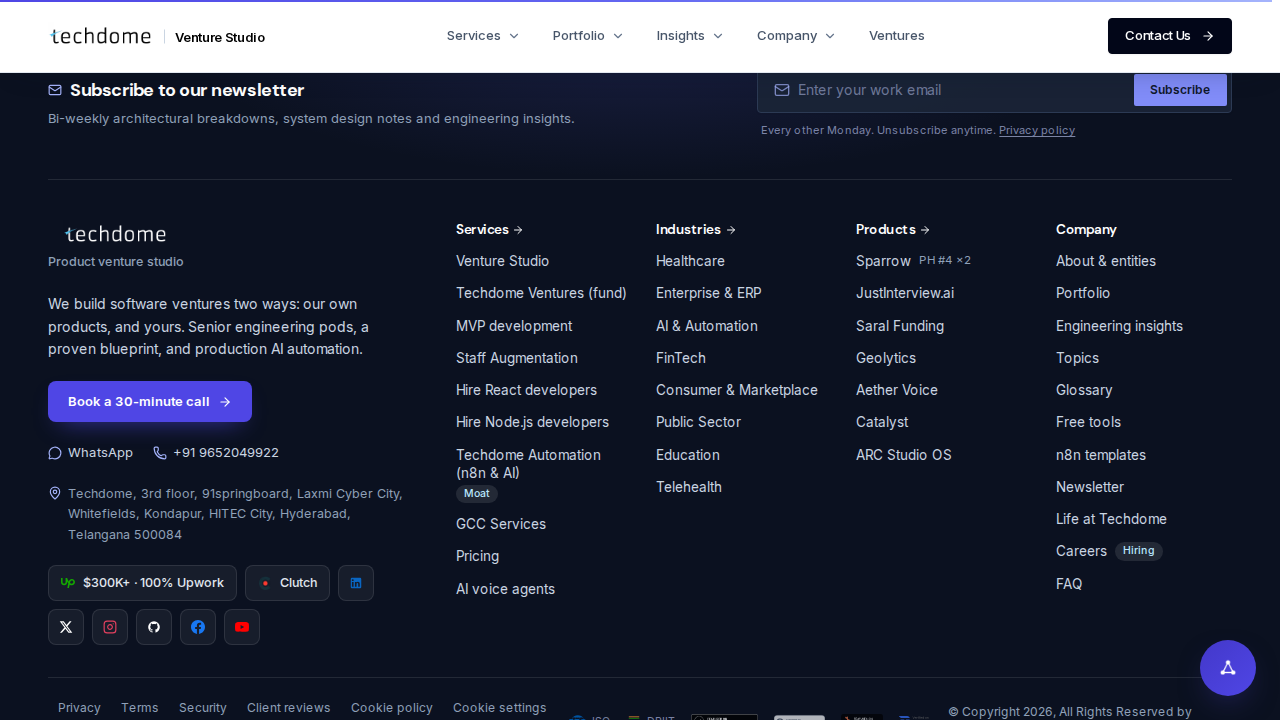 techdome Venture Studio
Services Portfolio Insights Company Ventures
Contact Us
Subscribe to our newsletter
Bi-weekly architectural breakdowns, system design notes and engineering insights.
Enter your work email
Subscribe
Every other Monday. Unsubscribe anytime. Privacy policy
techdome
Product venture studio
We build software ventures two ways: our own
products, and yours. Senior engineering pods, a
proven blueprint, and production AI automation.
Book a 30-minute call
WhatsApp +91 9652049922
Techdome, 3rd floor, 91springboard, Laxmi Cyber City,
Whitefields, Kondapur, HITEC City, Hyderabad,
Telangana 500084
Up $300K+ · 100% Upwork
Clutch
Services
Venture Studio
Techdome Ventures (fund)
MVP development
Staff Augmentation
Hire React developers
Hire Node.js developers
Techdome Automation
(n8n & AI)
Moat
GCC Services
Pricing
AI voice agents
Industries
Healthcare
Enterprise & ERP
AI & Automation
FinTech
Consumer & Marketplace
Public Sector
Education
Telehealth
Products
Sparrow PH #4 ×2
JustInterview.ai
Saral Funding
Geolytics
Aether Voice
Catalyst
ARC Studio OS
Company
About & entities
Portfolio
Engineering insights
Topics
Glossary
Free tools
n8n templates
Newsletter
Life at Techdome
Careers Hiring
FAQ
Privacy Terms Security Client reviews Cookie policy Cookie settings
ISO DPIIT
© Copyright 2026, All Rights Reserved by